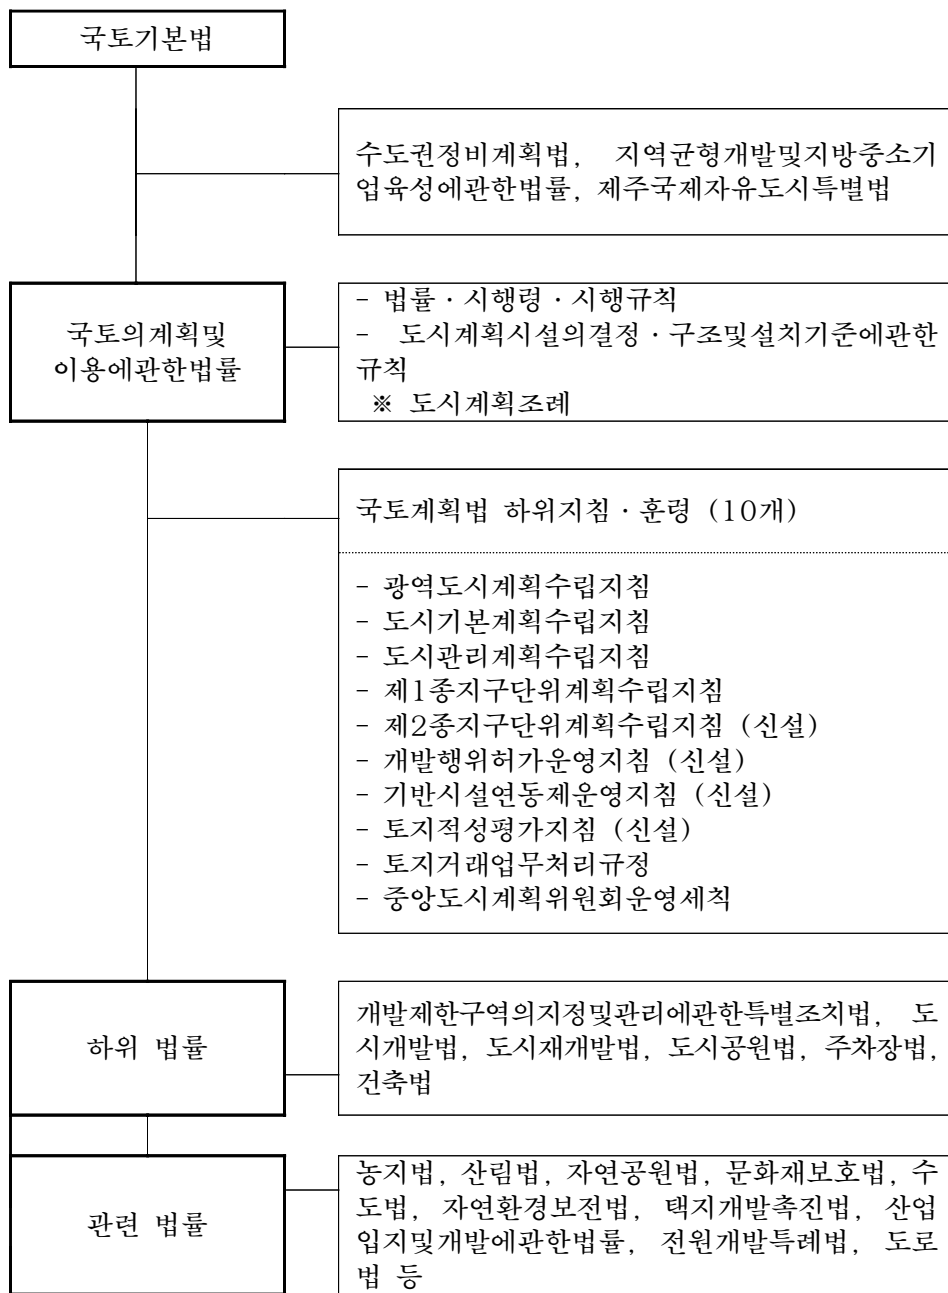 국토기본법
수도권정비계획법, 지역균형개발및지방중소기
업육성에관한법률, 제주국제자유도시특별법
국토의계획및
이용에관한법률
- 법률·시행령·시행규칙
- 도시계획시설의결정·구조및설치기준에관한
규칙
※ 도시계획조례
국토계획법 하위지침·훈령 (10개)
- 광역도시계획수립지침
- 도시기본계획수립지침
- 도시관리계획수립지침
- 제1종지구단위계획수립지침
- 제2종지구단위계획수립지침 (신설)
- 개발행위허가운영지침 (신설)
- 기반시설연동제운영지침 (신설)
- 토지적성평가지침 (신설)
- 토지거래업무처리규정
- 중앙도시계획위원회운영세칙
하위 법률
개발제한구역의지정및관리에관한특별조치법, 도
시개발법, 도시재개발법, 도시공원법, 주차장법,
건축법
관련 법률
농지법, 산림법, 자연공원법, 문화재보호법, 수
도법, 자연환경보전법, 택지개발촉진법, 산업
입지및개발에관한법률, 전원개발특례법, 도로
법 등